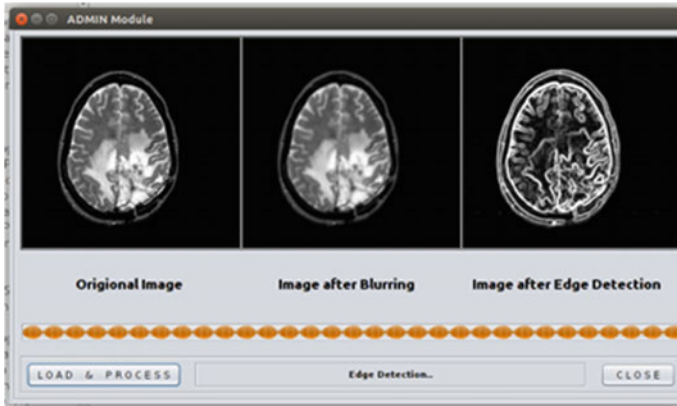 ADMIN Module
Origional Image
Image after Blurring
Image after Edge Detection
LOAD & PROCESS
Edge Detection..
CLOSE